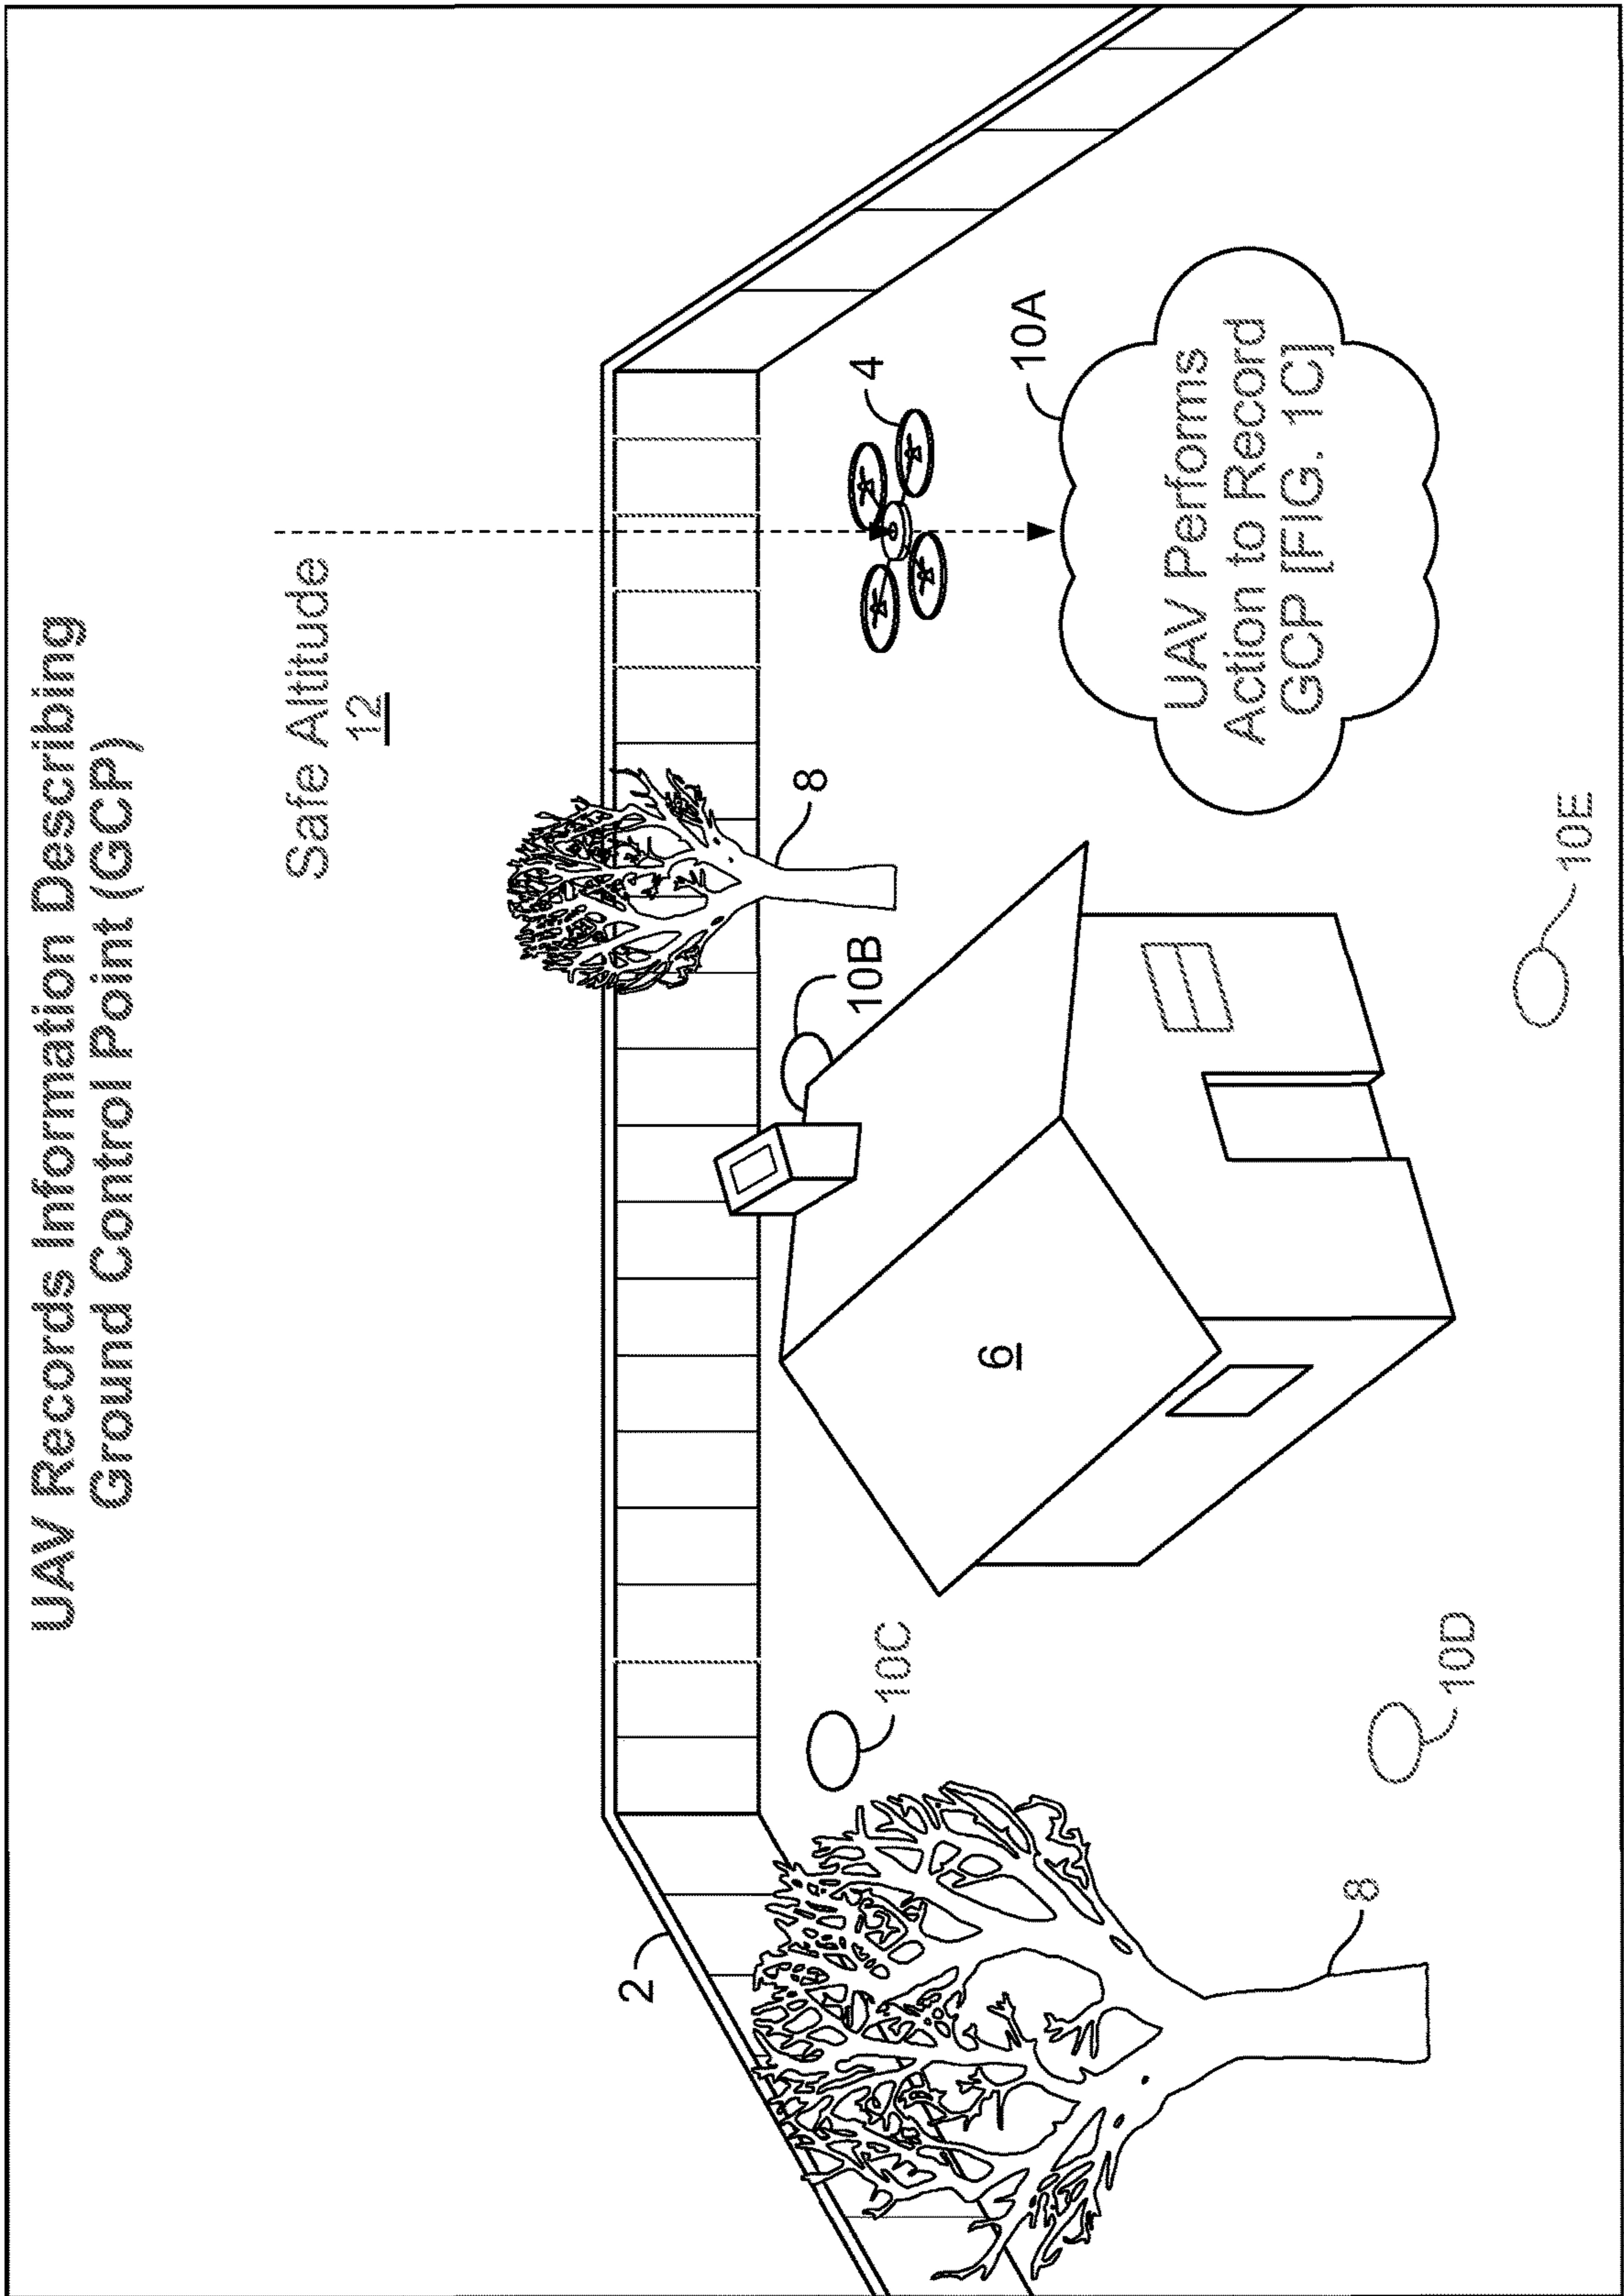 UAV Records Information Describing
Ground Control Point (GCP)
Safe Altitude
12
8
2
4
10B
10C
10A
6
UAV Performs
Action to Record
GCP [FIG. 1C]
8
10D
10E